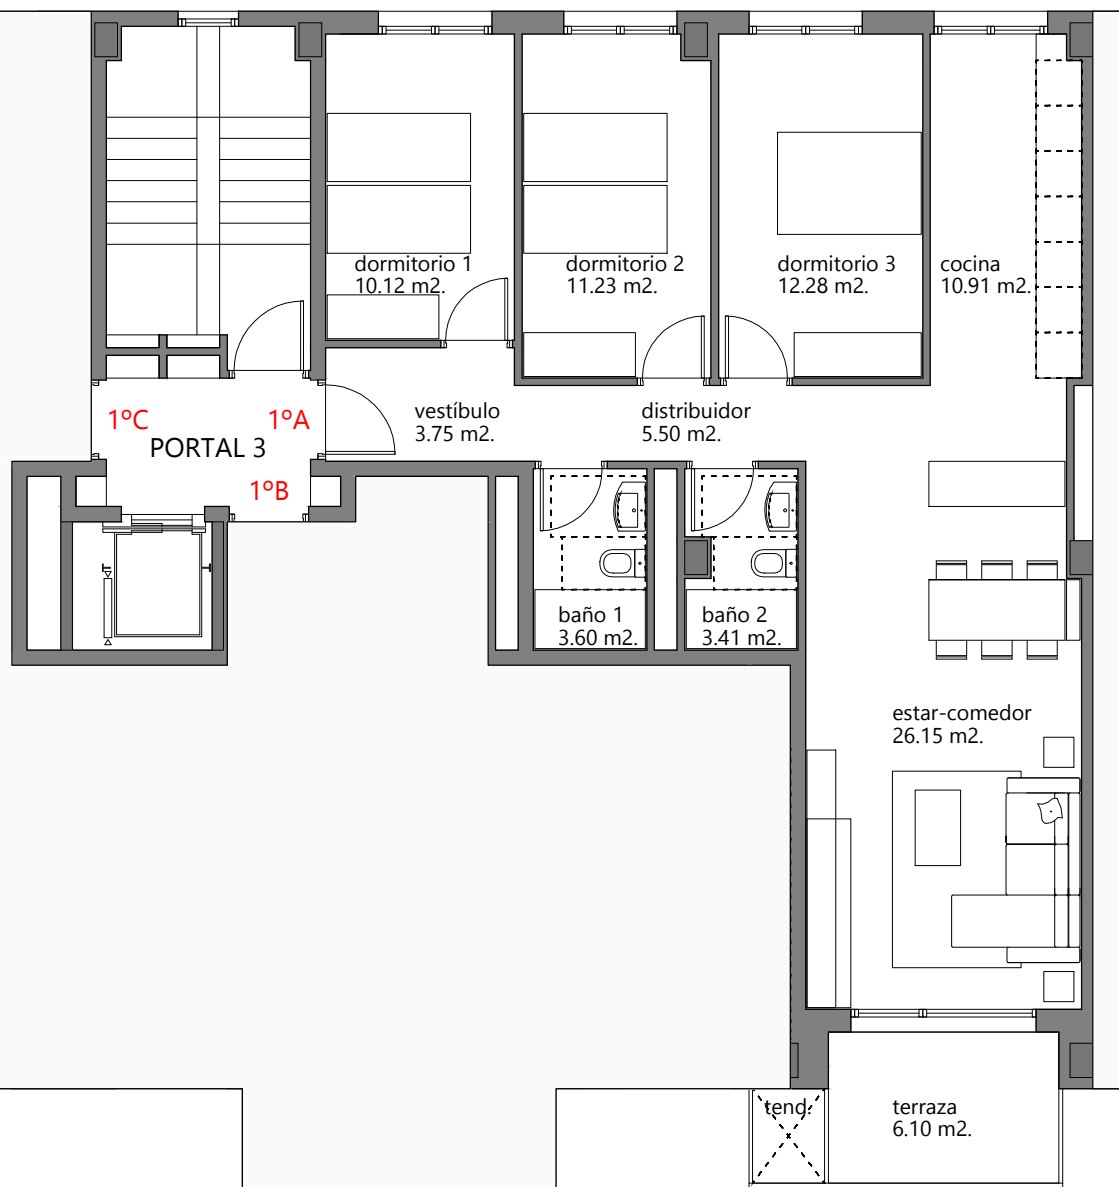 dormitorio 1
10.12 m2.
dormitorio 2
11.23 m2.
dormitorio 3
12.28 m2.
cocina
10.91 m2.
1ºC
1ºA
PORTAL 3
1ºB
vestíbulo
3.75 m2.
distribuidor
5.50 m2.
baño 1
3.60 m2.
baño 2
3.41 m2.
estar-comedor
26.15 m2.
tend.
terraza
6.10 m2.